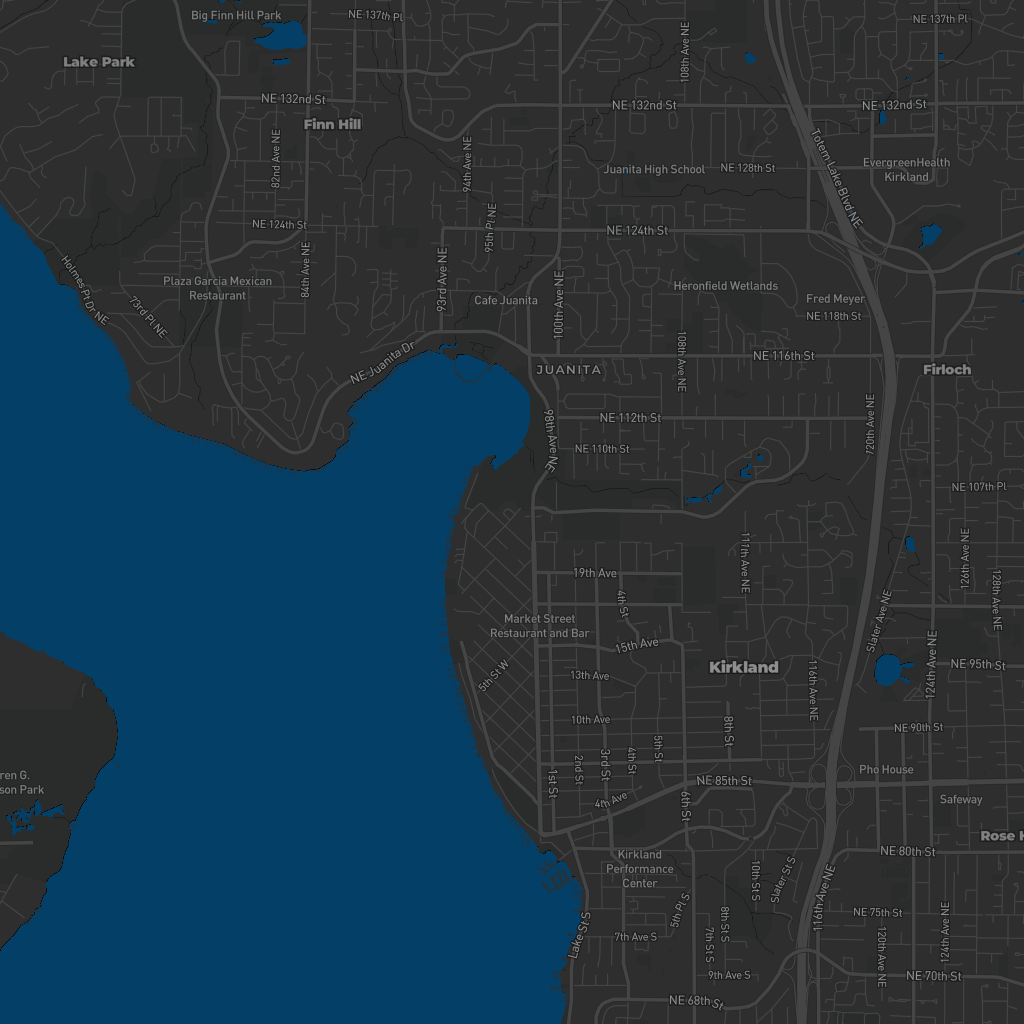 Big Finn Hill Park
NE 137th Pl
NE 137th Pl
108th Ave NE
Lake Park
NE 132nd St
NE 132nd St
NE 132nd St
Finn Hill
82nd Ave NE
94th Ave NE
Totem Lake Blvd NE
Juanita High School
NE 128th St
EvergreenHealth
Kirkland
NE 124th St
NE 124th St
95th Pl NE
84th Ave NE
93rd Ave NE
100th Ave NE
Holmes Pt Dr NE
73rd Pl NE
Plaza Garcia Mexican
Restaurant
Cafe Juanita
Heronfield Wetlands
Fred Meyer
NE 118th St
NE Juanita Dr
108th Ave NE
NE 116th St
JUANITA
Firloch
98th Ave NE
NE 112th St
120th Ave NE
NE 110th St
NE 107th Pl
111th Ave NE
126th Ave NE
128th Ave NE
19th Ave
4th St
Slater Ave NE
Market Street
Restaurant and Bar
15th Ave
5th St W
13th Ave
Kirkland
116th Ave NE
124th Ave NE
NE 95th St
10th Ave
8th St
NE 90th St
5th St
4th St
3rd St
2nd St
1st St
Pho House
ren G.
son Park
NE 85th St
6th St
4th Ave
Safeway
Rose H
NE 80th St
Kirkland
Performance
Center
10th St S
Slater St S
116th Ave NE
5th Pl S
8th St S
7th St S
NE 75th St
120th Ave NE
124th Ave NE
Lake St S
7th Ave S
9th Ave S
NE 70th St
NE 68th St